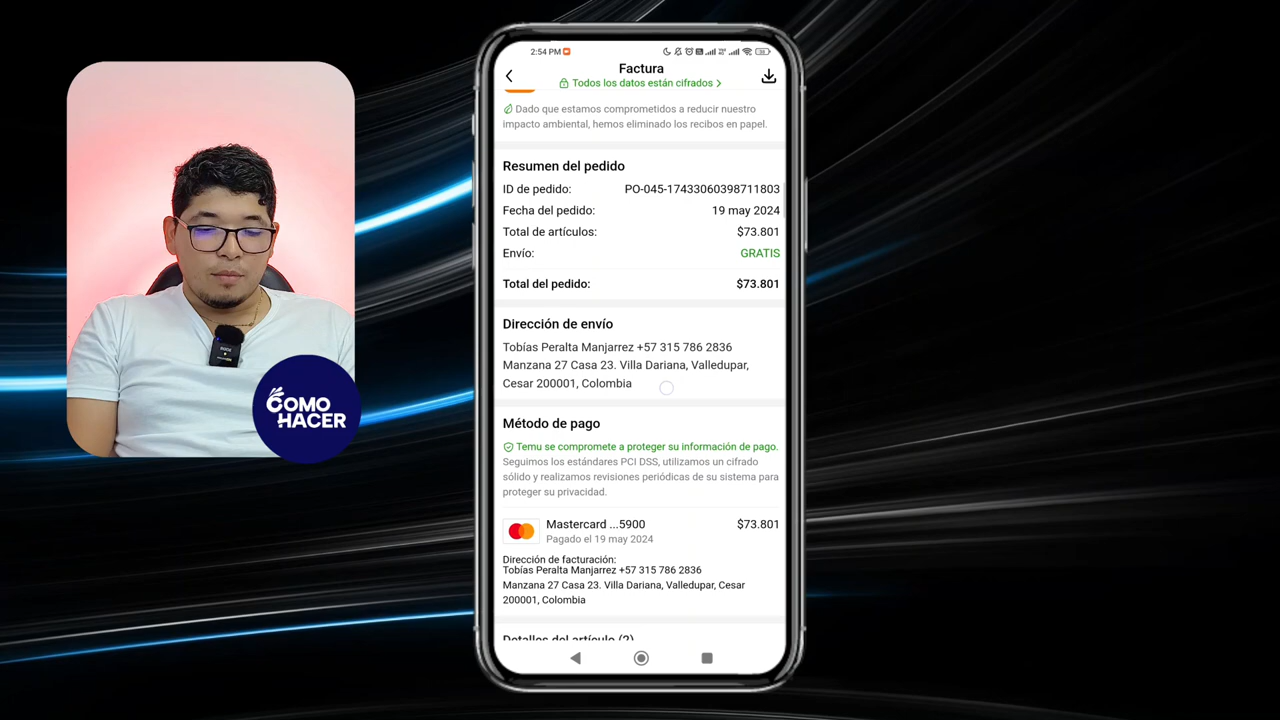 2:54 PM
Factura
Todos los datos están cifrados
Dado que estamos comprometidos a reducir nuestro
impacto ambiental, hemos eliminado los recibos en papel.
Resumen del pedido
ID de pedido: PO-045-17433060398711803
Fecha del pedido: 19 may 2024
Total de artículos: $73.801
Envío: GRATIS
Total del pedido: $73.801
Dirección de envío
Tobías Peralta Manjarrez +57 315 786 2836
Manzana 27 Casa 23. Villa Dariana, Valledupar,
Cesar 200001, Colombia
Método de pago
Temu se compromete a proteger su información de pago.
Seguimos los estándares PCI DSS, utilizamos un cifrado
sólido y realizamos revisiones periódicas de su sistema para
proteger su privacidad.
Mastercard ...5900 $73.801
Pagado el 19 may 2024
Dirección de facturación:
Tobías Peralta Manjarrez +57 315 786 2836
Manzana 27 Casa 23. Villa Dariana, Valledupar, Cesar
200001, Colombia
Detalles del artículo (2)
COMO
HACER